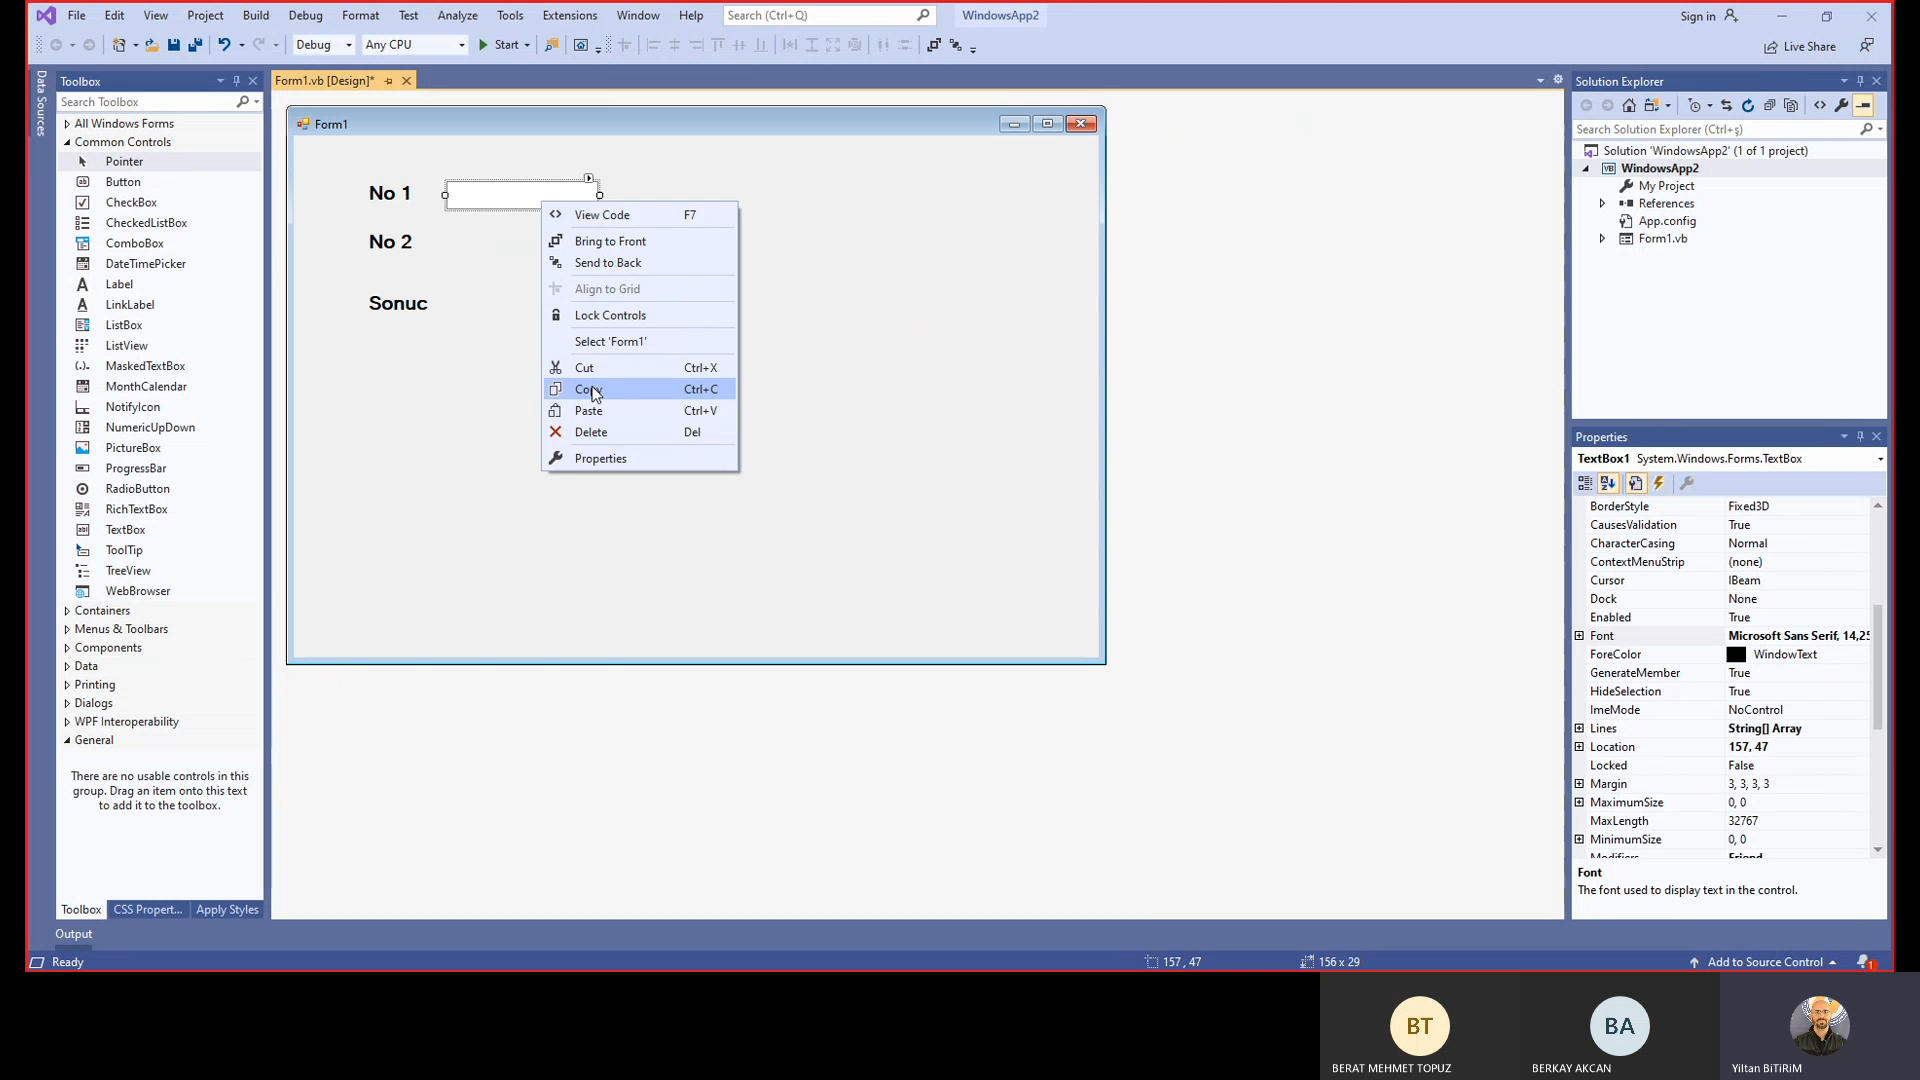 File Edit View Project Build Debug Format Test Analyze Tools Extensions Window Help Search (Ctrl+Q) WindowsApp2 Sign in
Debug Any CPU Start Live Share
Data Sources
Toolbox
Search Toolbox
All Windows Forms
Common Controls
Pointer
Button
CheckBox
CheckedListBox
ComboBox
DateTimePicker
Label
LinkLabel
ListBox
ListView
MaskedTextBox
MonthCalendar
NotifyIcon
NumericUpDown
PictureBox
ProgressBar
RadioButton
RichTextBox
TextBox
ToolTip
TreeView
WebBrowser
Containers
Menus & Toolbars
Components
Data
Printing
Dialogs
WPF Interoperability
General
There are no usable controls in this
group. Drag an item onto this text
to add it to the toolbox.
Toolbox CSS Propert... Apply Styles
Form1.vb [Design]*
Form1
No 1
No 2
Sonuc
View Code F7
Bring to Front
Send to Back
Align to Grid
Lock Controls
Select 'Form1'
Cut Ctrl+X
Copy Ctrl+C
Paste Ctrl+V
Delete Del
Properties
Solution Explorer
Search Solution Explorer (Ctrl+ş)
Solution 'WindowsApp2' (1 of 1 project)
VB WindowsApp2
My Project
References
App.config
Form1.vb
Properties
TextBox1 System.Windows.Forms.TextBox
BorderStyle Fixed3D
CausesValidation True
CharacterCasing Normal
ContextMenuStrip (none)
Cursor IBeam
Dock None
Enabled True
Font Microsoft Sans Serif, 14,25
ForeColor WindowText
GenerateMember True
HideSelection True
ImeMode NoControl
Lines String[] Array
Location 157, 47
Locked False
Margin 3, 3, 3, 3
MaximumSize 0, 0
MaxLength 32767
MinimumSize 0, 0
Modifiers Friend
Font
The font used to display text in the control.
Output
Ready 157, 47 156 x 29 Add to Source Control 1
BT BA
BERAT MEHMET TOPUZ BERKAY AKCAN Yiltan BiTiRiM